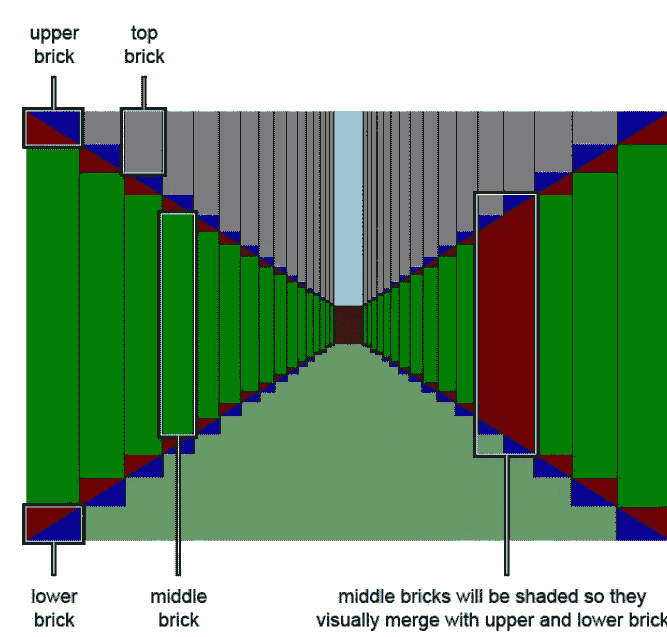 upper
brick
top
brick
lower
brick
middle
brick
middle bricks will be shaded so they
visually merge with upper and lower brick